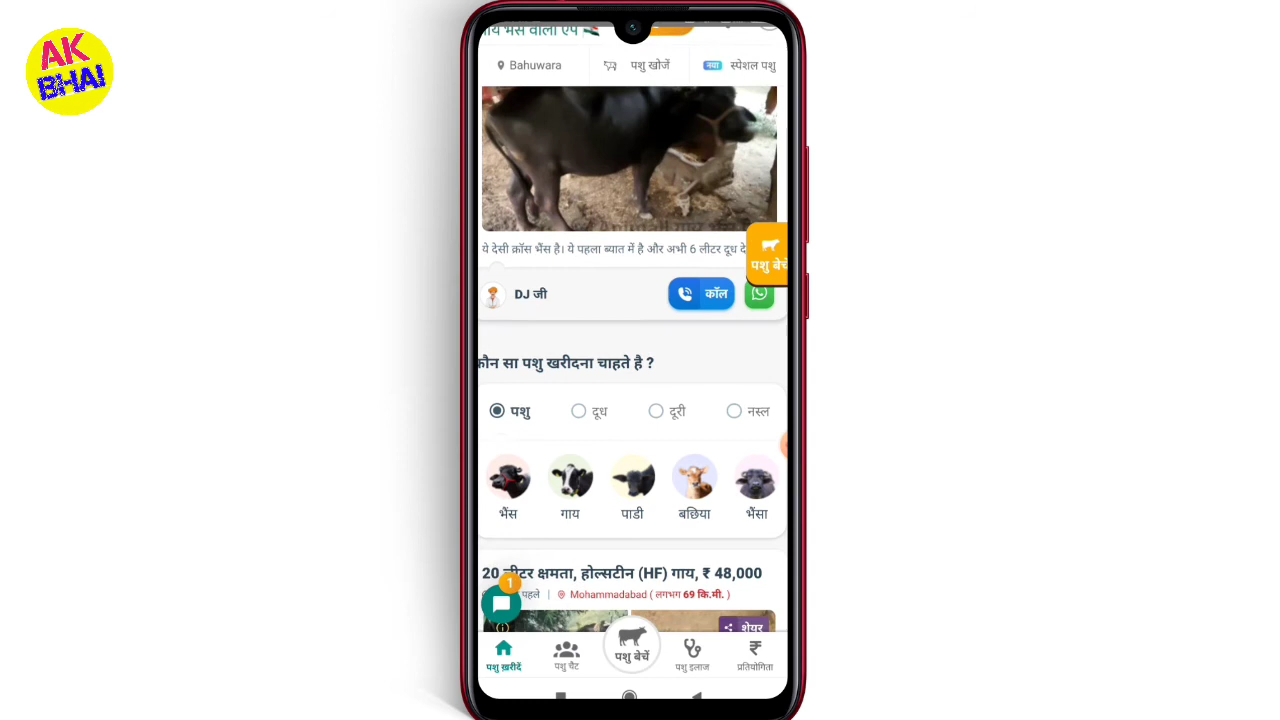 AK
BHAI
गाय भैंस वाला ऐप
Bahuwara
पशु खोजें
नया स्पेशल पशु
ये देसी क्रॉस भैंस है। ये पहला ब्यात में है और अभी 6 लीटर दूध
पशु बेचें
DJ जी
कॉल
कौन सा पशु खरीदना चाहते है ?
पशु
दूध
दूरी
नस्ल
भैंस
गाय
पाडी
बछिया
भैंसा
20 लीटर क्षमता, होल्सटीन (HF) गाय, ₹ 48,000
1
पहले | Mohammadabad ( लगभग 69 कि.मी. )
शेयर
पशु ख़रीदें
पशु चैट
पशु बेचें
पशु इलाज
प्रतियोगिता